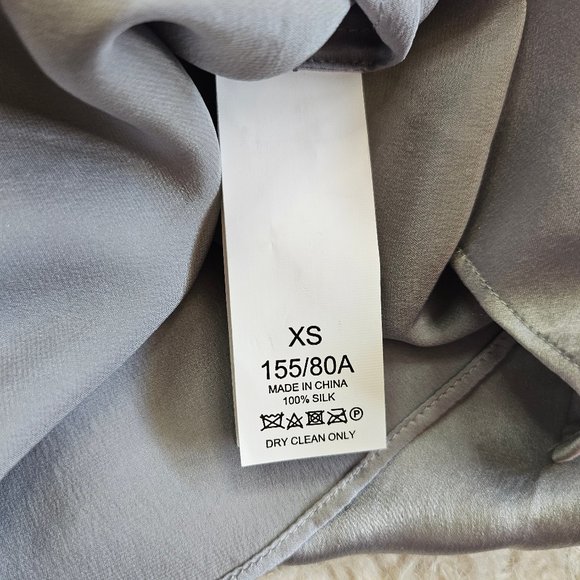 XS
155/80A
MADE IN CHINA
100% SILK
P
DRY CLEAN ONLY